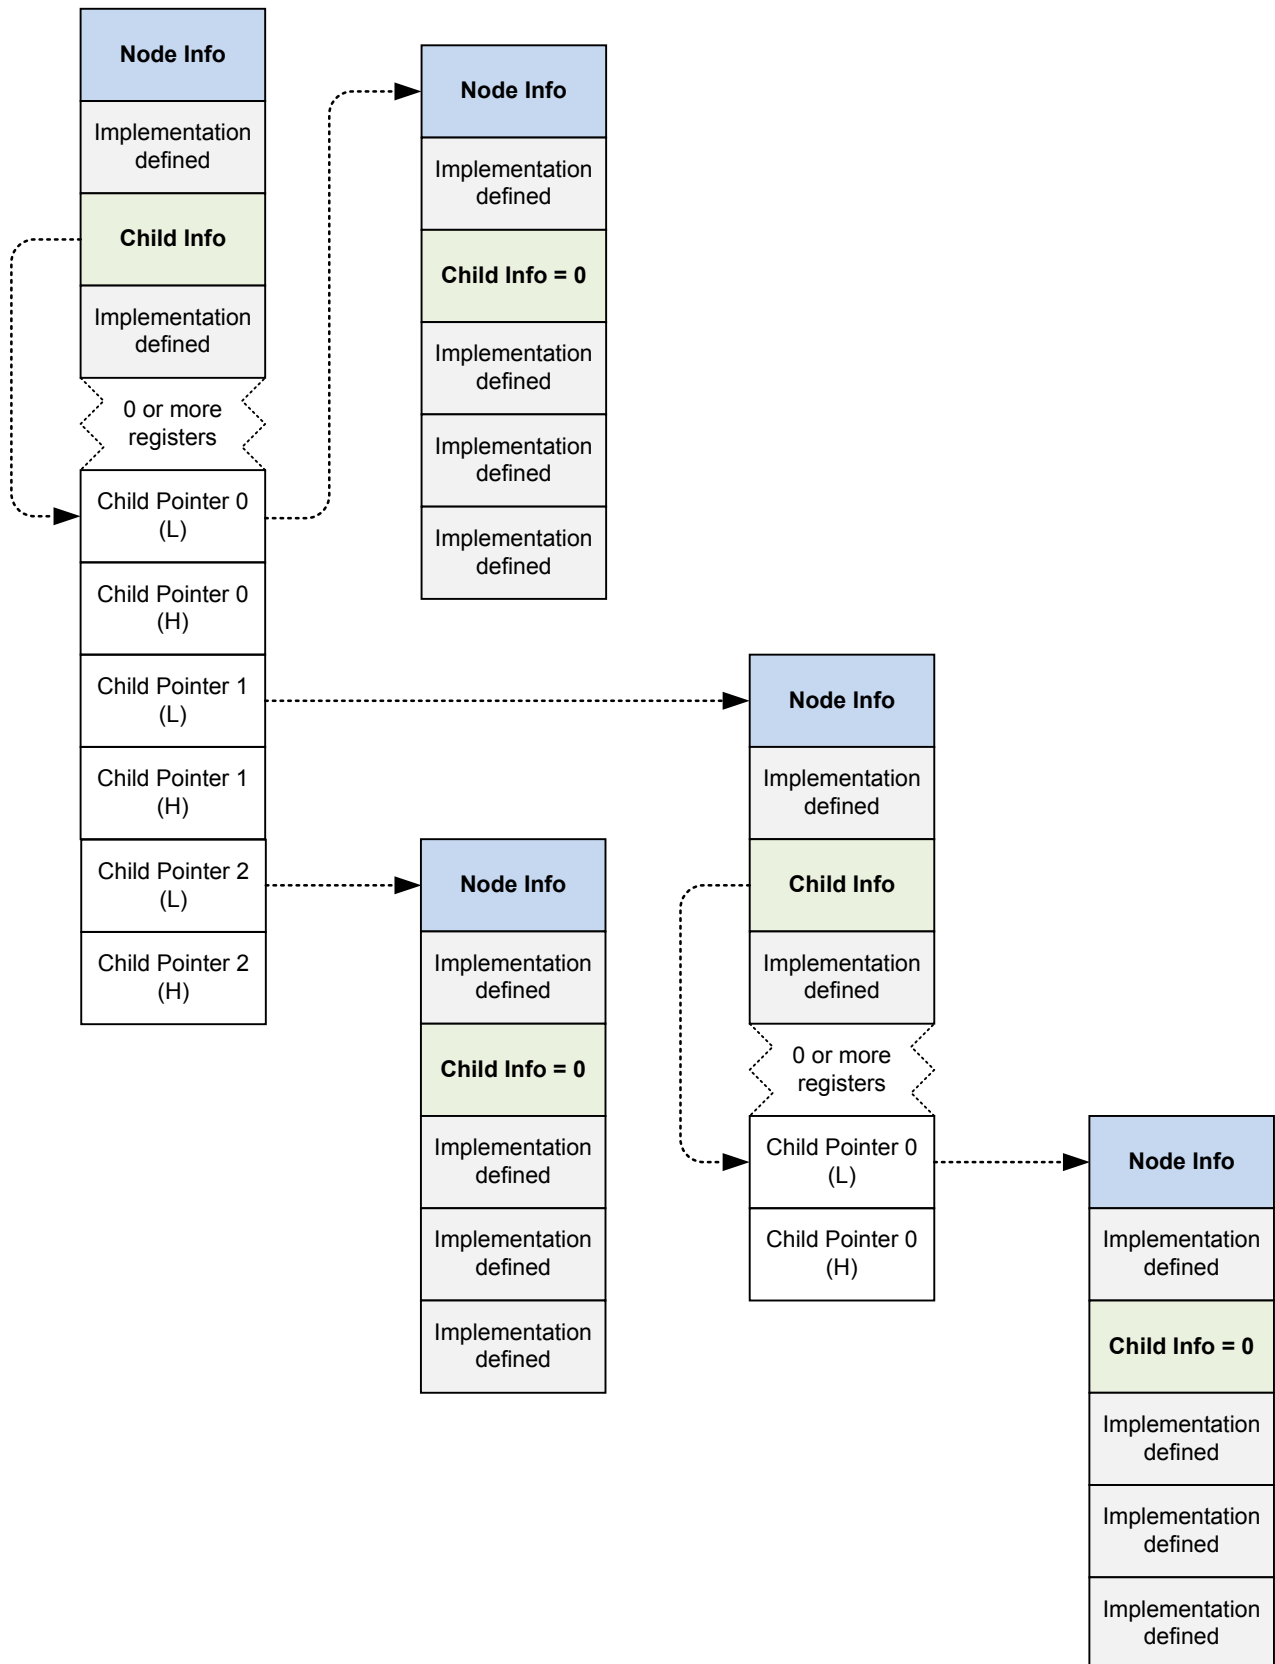 Node Info
Implementation
defined
Child Info
Implementation
defined
0 or more
registers
Child Pointer 0
(L)
Child Pointer 0
(H)
Child Pointer 1
(L)
Child Pointer 1
(H)
Child Pointer 2
(L)
Child Pointer 2
(H)
Node Info
Implementation
defined
Child Info = 0
Implementation
defined
Implementation
defined
Implementation
defined
Node Info
Implementation
defined
Child Info = 0
Implementation
defined
Implementation
defined
Implementation
defined
Node Info
Implementation
defined
Child Info
Implementation
defined
0 or more
registers
Child Pointer 0
(L)
Child Pointer 0
(H)
Node Info
Implementation
defined
Child Info = 0
Implementation
defined
Implementation
defined
Implementation
defined